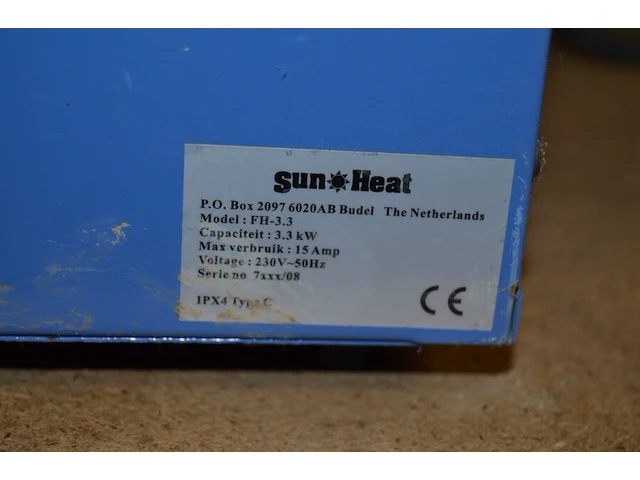 sun Heat
P.O. Box 2097 6020AB Budel The Netherlands
Model : FH-3.3
Capaciteit : 3.3 kW
Max verbruik : 15 Amp
Voltage : 230V~50Hz
Serie no 7xxx/08
IPX4 Type C
CE